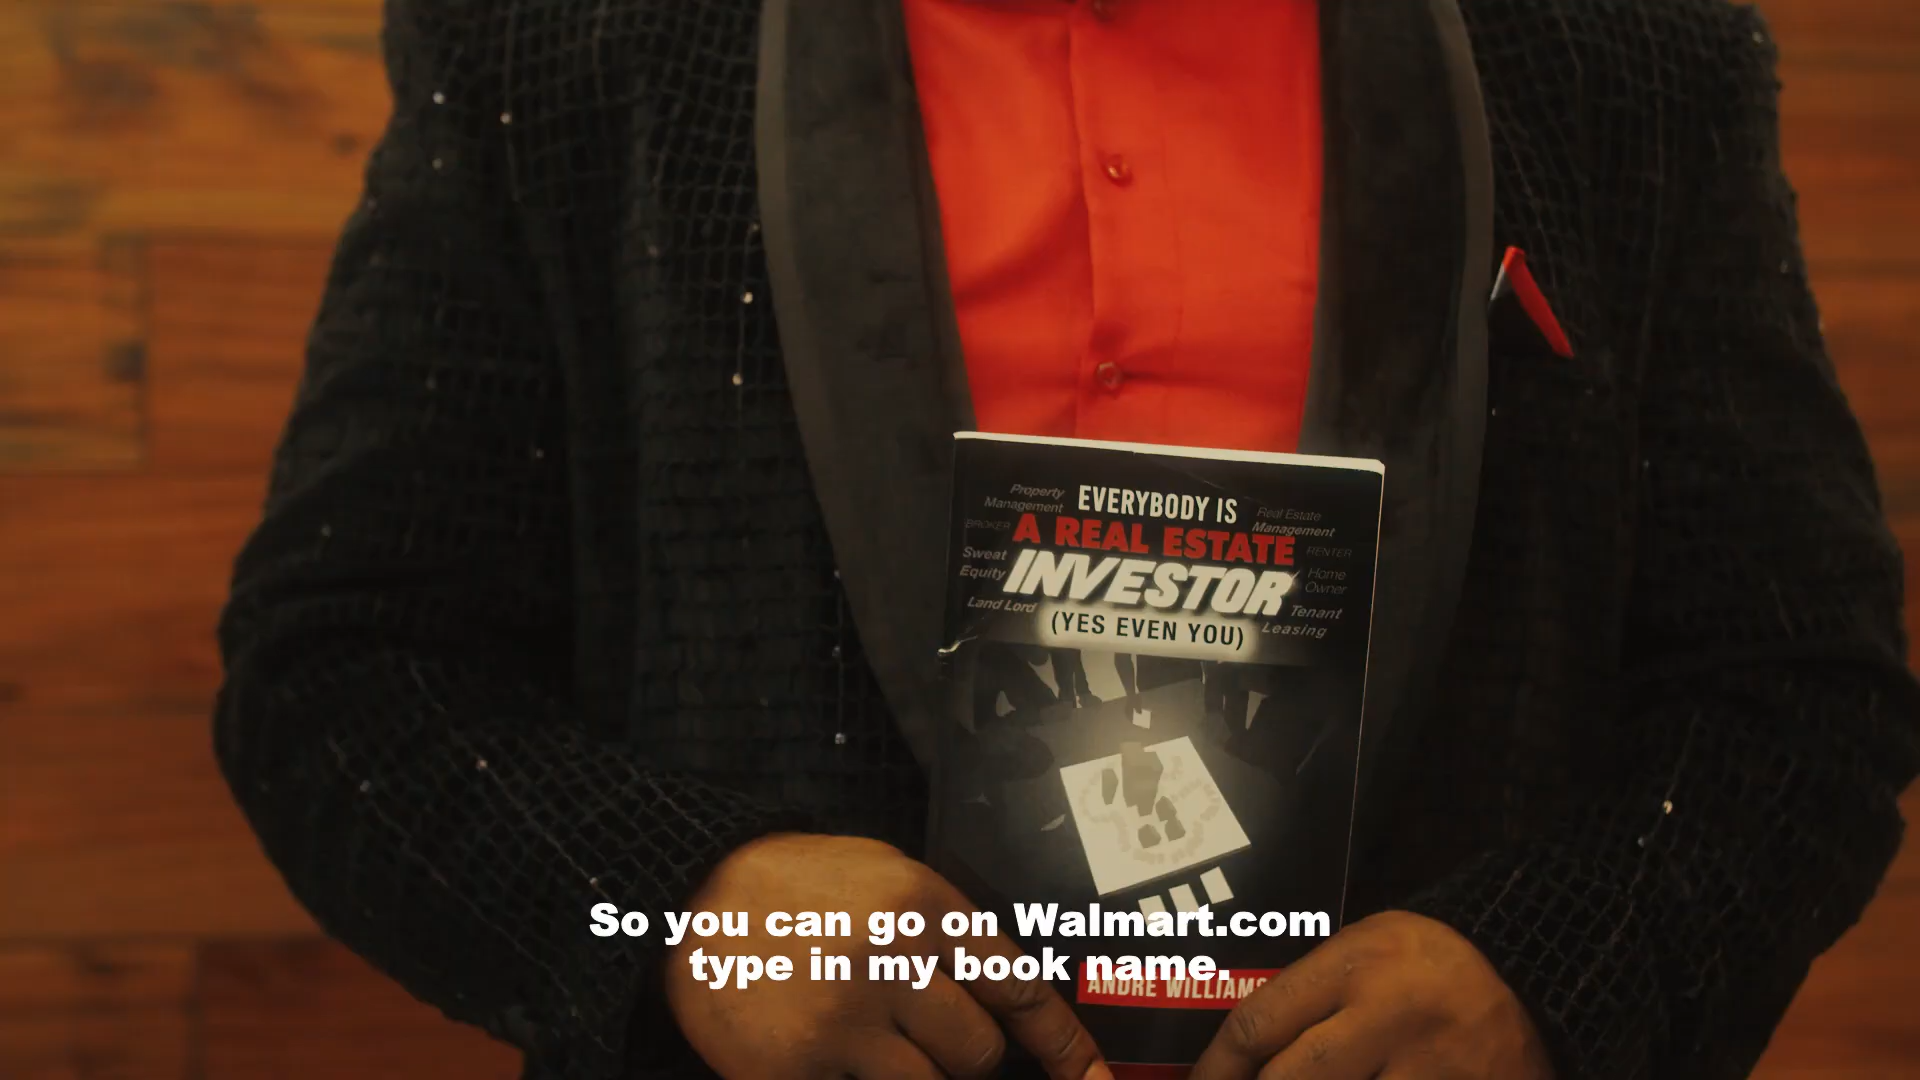 Property
Management
EVERYBODY IS
Real Estate
Management
BROKER
A REAL ESTATE
RENTER
Sweat
Equity
INVESTOR
Home
Owner
Land Lord
(YES EVEN YOU)
Tenant
Leasing
So you can go on Walmart.com
type in my book name.
ANDRE WILLIAMS